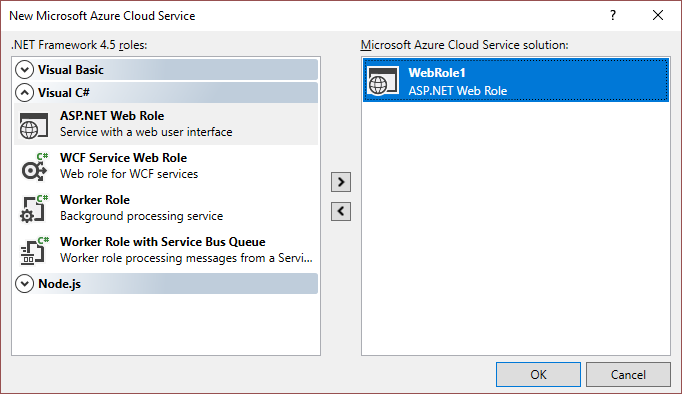 New Microsoft Azure Cloud Service
? 
.NET Framework 4.5 roles:
Microsoft Azure Cloud Service solution:
Visual Basic
Visual C#
ASP.NET Web Role
Service with a web user interface
C#
WCF Service Web Role
Web role for WCF services
C#
Worker Role
Background processing service
C#
Worker Role with Service Bus Queue
Worker role processing messages from a Servi...
Node.js
WebRole1
ASP.NET Web Role
OK
Cancel